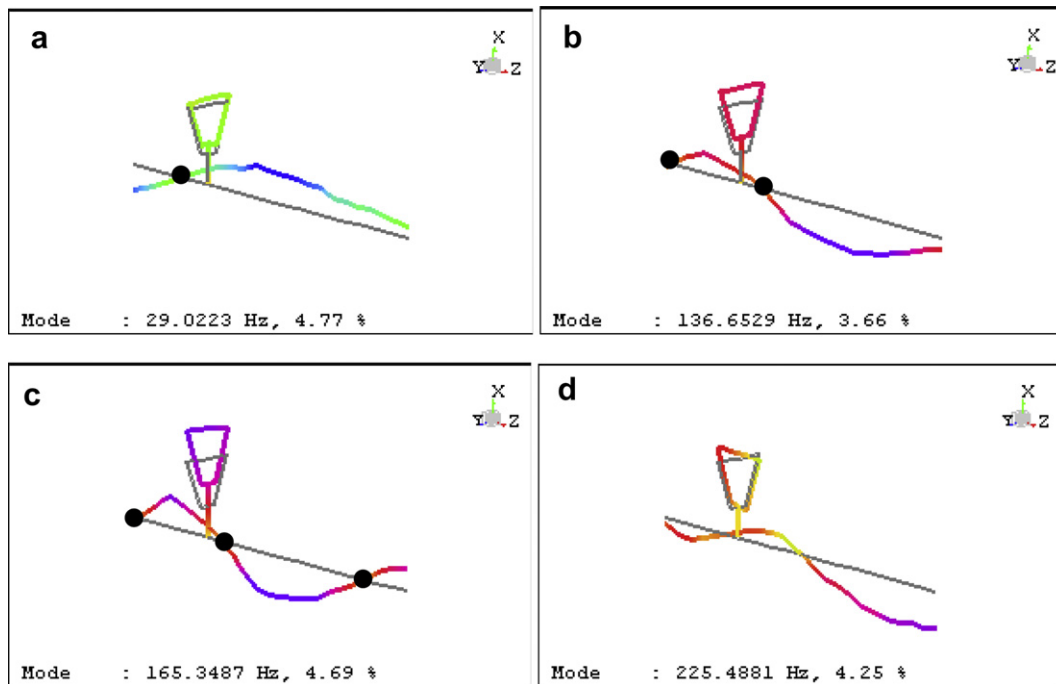 a
X
Y Z
Mode : 29.0223 Hz, 4.77 %
b
X
Y Z
Mode : 136.6529 Hz, 3.66 %
c
X
Y Z
Mode : 165.3487 Hz, 4.69 %
d
X
Y Z
Mode : 225.4881 Hz, 4.25 %